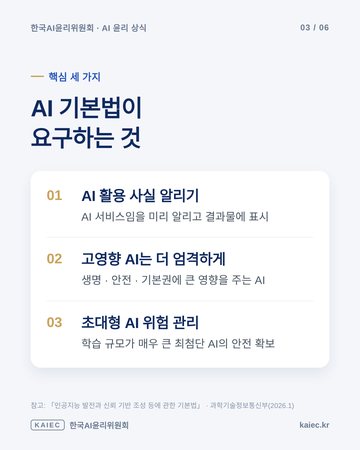 한국AI윤리위원회 · AI 윤리 상식
03 / 06
핵심 세 가지
AI 기본법이
요구하는 것
01 AI 활용 사실 알리기
AI 서비스임을 미리 알리고 결과물에 표시
02 고영향 AI는 더 엄격하게
생명 · 안전 · 기본권에 큰 영향을 주는 AI
03 초대형 AI 위험 관리
학습 규모가 매우 큰 최첨단 AI의 안전 확보
참고: 「인공지능 발전과 신뢰 기반 조성 등에 관한 기본법」 · 과학기술정보통신부(2026.1)
KAIEC 한국AI윤리위원회
kaiec.kr